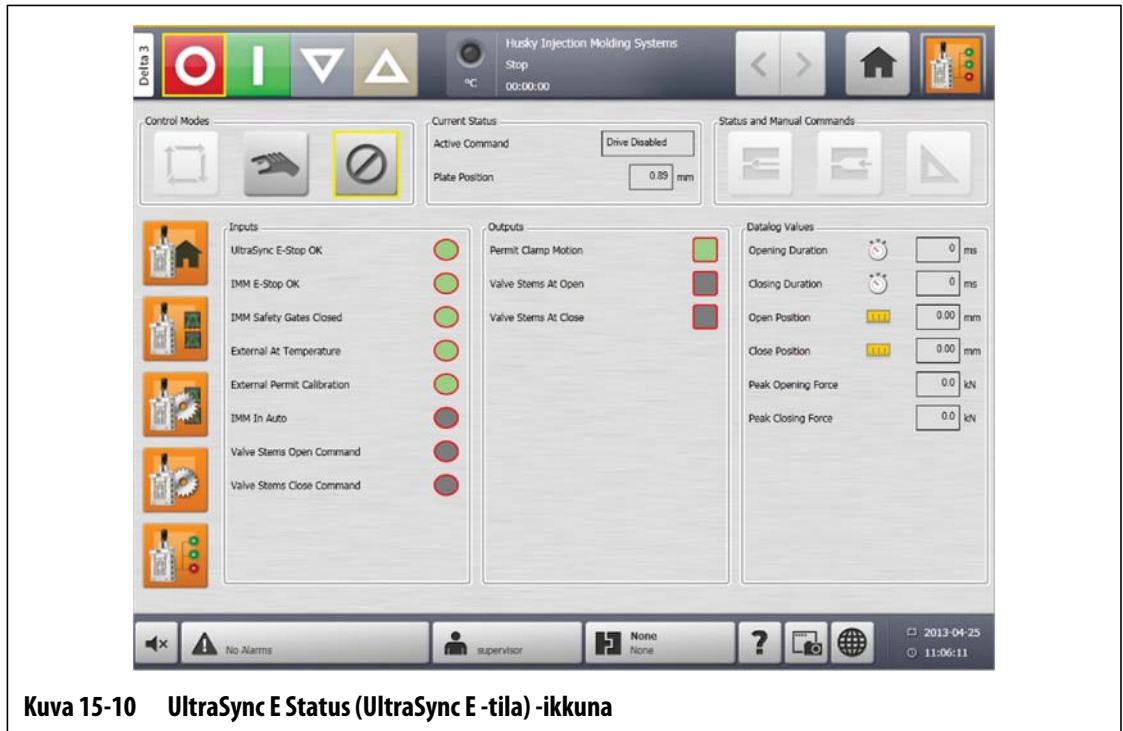 Delta 3
°C
Husky Injection Molding Systems
Stop
00:00:00
Control Modes
Current Status
Active Command
Drive Disabled
Plate Position
0.89 mm
Status and Manual Commands
Inputs
UltraSync E-Stop OK
IMM E-Stop OK
IMM Safety Gates Closed
External At Temperature
External Permit Calibration
IMM In Auto
Valve Stems Open Command
Valve Stems Close Command
Outputs
Permit Clamp Motion
Valve Stems At Open
Valve Stems At Close
Datalog Values
Opening Duration 0 ms
Closing Duration 0 ms
Open Position 0.00 mm
Close Position 0.00 mm
Peak Opening Force 0.0 kN
Peak Closing Force 0.0 kN
No Alarms
supervisor
None
None
?
2013-04-25
11:06:11
Kuva 15-10 UltraSync E Status (UltraSync E -tila) -ikkuna